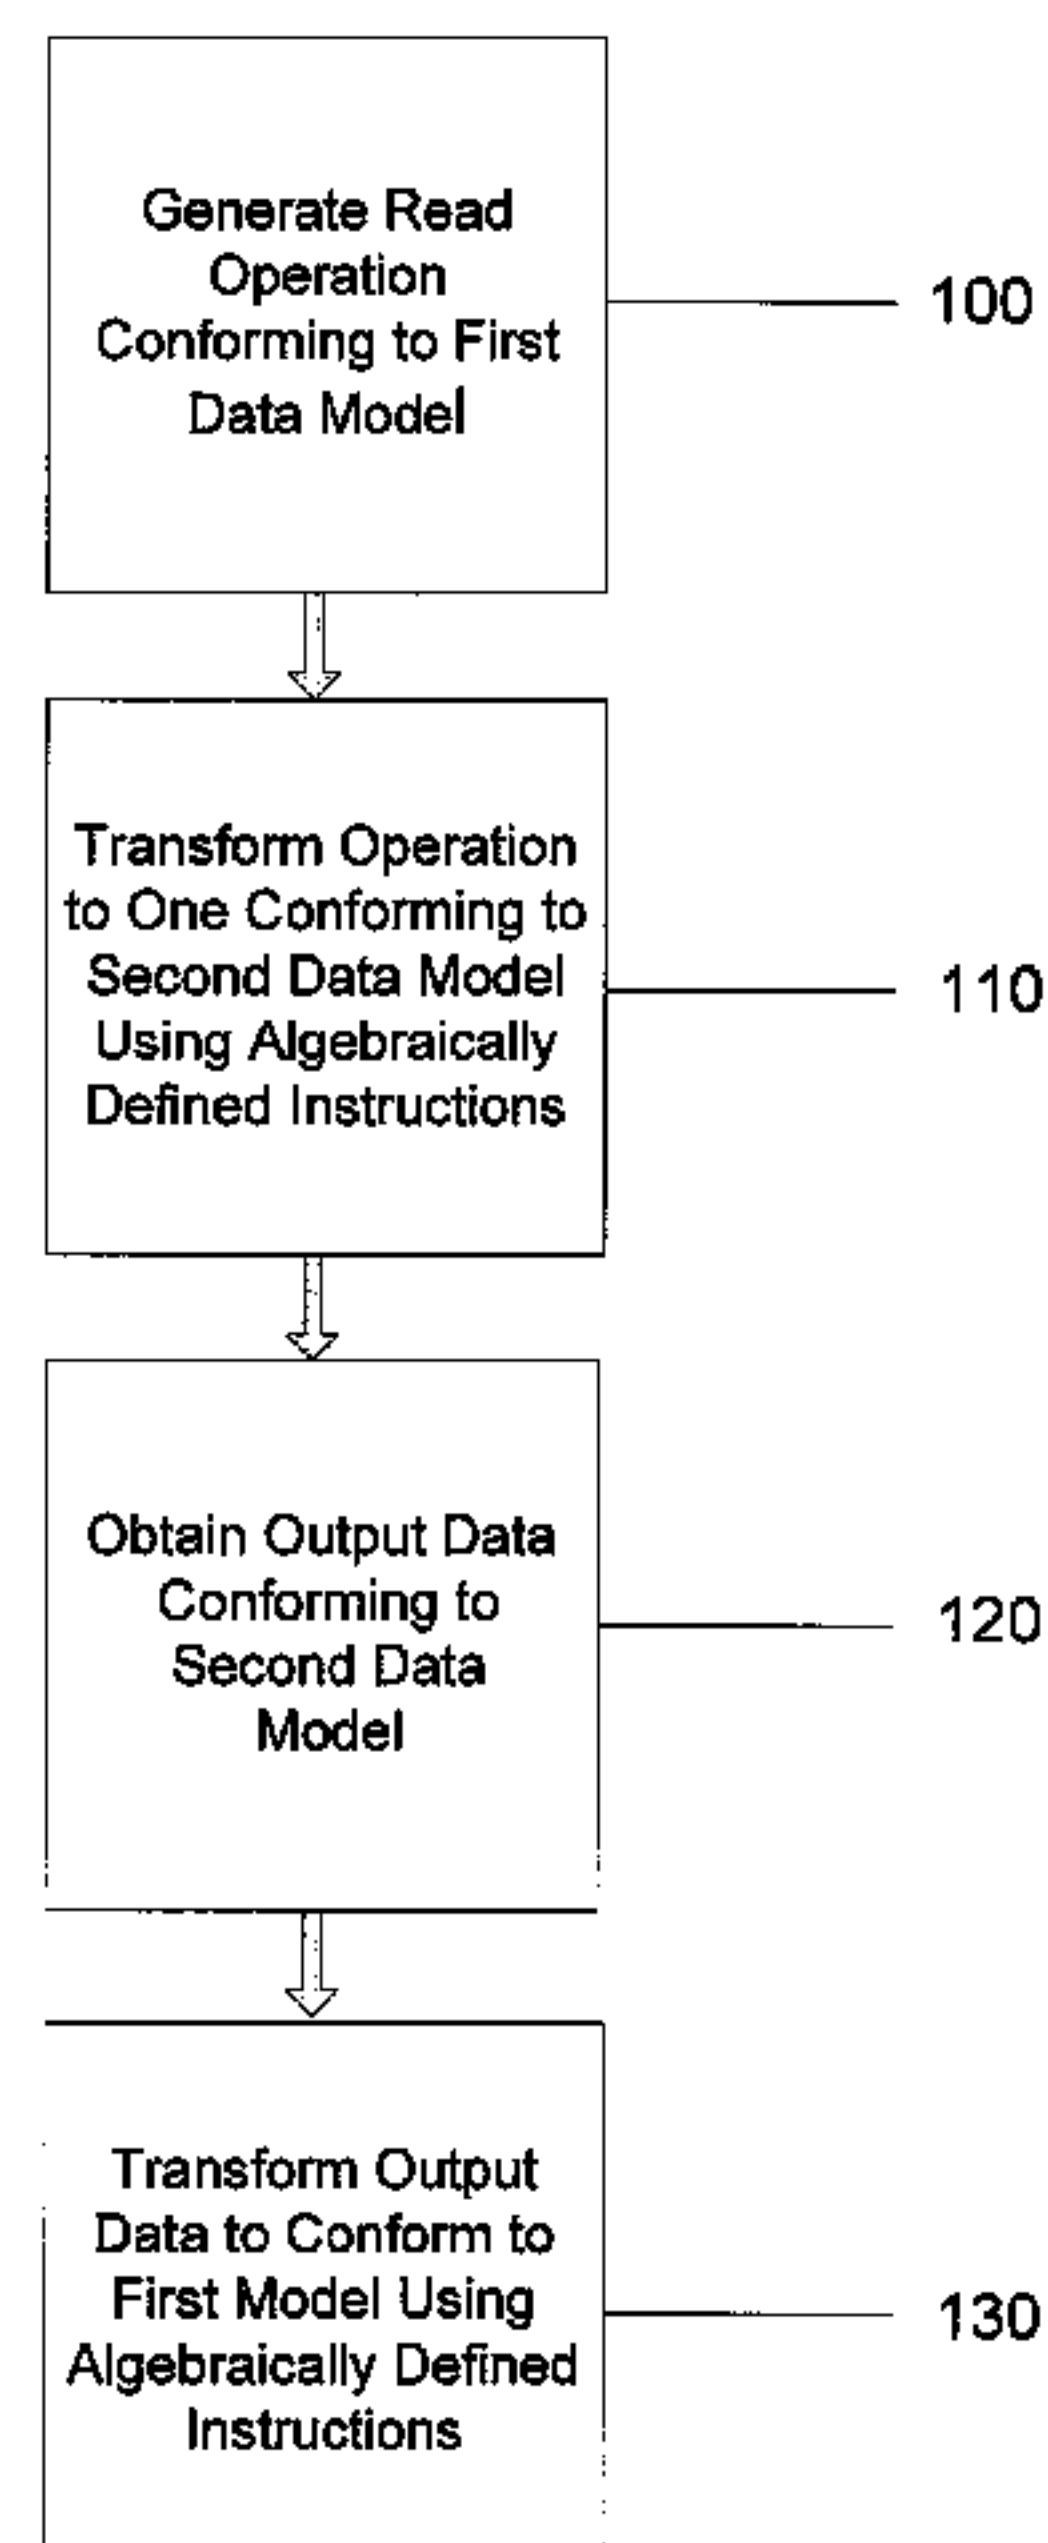 Generate Read
Operation
Conforming to First
Data Model
100
Transform Operation
to One Conforming to
Second Data Model
Using Algebraically
Defined Instructions
110
Obtain Output Data
Conforming to
Second Data
Model
120
Transform Output
Data to Conform to
First Model Using
Algebraically Defined
Instructions
130